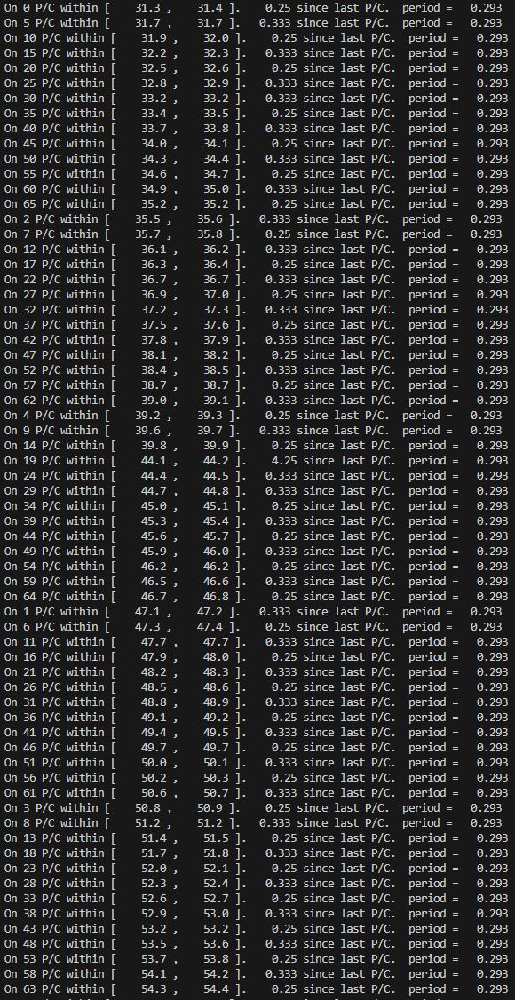 On 0 P/C within [    31.3 ,    31.4 ].   0.25 since last P/C.  period =   0.293
On 5 P/C within [    31.7 ,    31.7 ].  0.333 since last P/C.  period =   0.293
On 10 P/C within [    31.9 ,    32.0 ].   0.25 since last P/C.  period =   0.293
On 15 P/C within [    32.2 ,    32.3 ].  0.333 since last P/C.  period =   0.293
On 20 P/C within [    32.5 ,    32.6 ].   0.25 since last P/C.  period =   0.293
On 25 P/C within [    32.8 ,    32.9 ].  0.333 since last P/C.  period =   0.293
On 30 P/C within [    33.2 ,    33.2 ].  0.333 since last P/C.  period =   0.293
On 35 P/C within [    33.4 ,    33.5 ].   0.25 since last P/C.  period =   0.293
On 40 P/C within [    33.7 ,    33.8 ].  0.333 since last P/C.  period =   0.293
On 45 P/C within [    34.0 ,    34.1 ].   0.25 since last P/C.  period =   0.293
On 50 P/C within [    34.3 ,    34.4 ].  0.333 since last P/C.  period =   0.293
On 55 P/C within [    34.6 ,    34.7 ].   0.25 since last P/C.  period =   0.293
On 60 P/C within [    34.9 ,    35.0 ].  0.333 since last P/C.  period =   0.293
On 65 P/C within [    35.2 ,    35.2 ].   0.25 since last P/C.  period =   0.293
On 2 P/C within [    35.5 ,    35.6 ].  0.333 since last P/C.  period =   0.293
On 7 P/C within [    35.7 ,    35.8 ].   0.25 since last P/C.  period =   0.293
On 12 P/C within [    36.1 ,    36.2 ].  0.333 since last P/C.  period =   0.293
On 17 P/C within [    36.3 ,    36.4 ].   0.25 since last P/C.  period =   0.293
On 22 P/C within [    36.7 ,    36.7 ].  0.333 since last P/C.  period =   0.293
On 27 P/C within [    36.9 ,    37.0 ].   0.25 since last P/C.  period =   0.293
On 32 P/C within [    37.2 ,    37.3 ].  0.333 since last P/C.  period =   0.293
On 37 P/C within [    37.5 ,    37.6 ].   0.25 since last P/C.  period =   0.293
On 42 P/C within [    37.8 ,    37.9 ].  0.333 since last P/C.  period =   0.293
On 47 P/C within [    38.1 ,    38.2 ].   0.25 since last P/C.  period =   0.293
On 52 P/C within [    38.4 ,    38.5 ].  0.333 since last P/C.  period =   0.293
On 57 P/C within [    38.7 ,    38.7 ].   0.25 since last P/C.  period =   0.293
On 62 P/C within [    39.0 ,    39.1 ].  0.333 since last P/C.  period =   0.293
On 4 P/C within [    39.2 ,    39.3 ].   0.25 since last P/C.  period =   0.293
On 9 P/C within [    39.6 ,    39.7 ].  0.333 since last P/C.  period =   0.293
On 14 P/C within [    39.8 ,    39.9 ].   0.25 since last P/C.  period =   0.293
On 19 P/C within [    44.1 ,    44.2 ].   4.25 since last P/C.  period =   0.293
On 24 P/C within [    44.4 ,    44.5 ].  0.333 since last P/C.  period =   0.293
On 29 P/C within [    44.7 ,    44.8 ].  0.333 since last P/C.  period =   0.293
On 34 P/C within [    45.0 ,    45.1 ].   0.25 since last P/C.  period =   0.293
On 39 P/C within [    45.3 ,    45.4 ].  0.333 since last P/C.  period =   0.293
On 44 P/C within [    45.6 ,    45.7 ].   0.25 since last P/C.  period =   0.293
On 49 P/C within [    45.9 ,    46.0 ].  0.333 since last P/C.  period =   0.293
On 54 P/C within [    46.2 ,    46.2 ].   0.25 since last P/C.  period =   0.293
On 59 P/C within [    46.5 ,    46.6 ].  0.333 since last P/C.  period =   0.293
On 64 P/C within [    46.7 ,    46.8 ].   0.25 since last P/C.  period =   0.293
On 1 P/C within [    47.1 ,    47.2 ].  0.333 since last P/C.  period =   0.293
On 6 P/C within [    47.3 ,    47.4 ].   0.25 since last P/C.  period =   0.293
On 11 P/C within [    47.7 ,    47.7 ].  0.333 since last P/C.  period =   0.293
On 16 P/C within [    47.9 ,    48.0 ].   0.25 since last P/C.  period =   0.293
On 21 P/C within [    48.2 ,    48.3 ].  0.333 since last P/C.  period =   0.293
On 26 P/C within [    48.5 ,    48.6 ].   0.25 since last P/C.  period =   0.293
On 31 P/C within [    48.8 ,    48.9 ].  0.333 since last P/C.  period =   0.293
On 36 P/C within [    49.1 ,    49.2 ].   0.25 since last P/C.  period =   0.293
On 41 P/C within [    49.4 ,    49.5 ].  0.333 since last P/C.  period =   0.293
On 46 P/C within [    49.7 ,    49.7 ].   0.25 since last P/C.  period =   0.293
On 51 P/C within [    50.0 ,    50.1 ].  0.333 since last P/C.  period =   0.293
On 56 P/C within [    50.2 ,    50.3 ].   0.25 since last P/C.  period =   0.293
On 61 P/C within [    50.6 ,    50.7 ].  0.333 since last P/C.  period =   0.293
On 3 P/C within [    50.8 ,    50.9 ].   0.25 since last P/C.  period =   0.293
On 8 P/C within [    51.2 ,    51.2 ].  0.333 since last P/C.  period =   0.293
On 13 P/C within [    51.4 ,    51.5 ].   0.25 since last P/C.  period =   0.293
On 18 P/C within [    51.7 ,    51.8 ].  0.333 since last P/C.  period =   0.293
On 23 P/C within [    52.0 ,    52.1 ].   0.25 since last P/C.  period =   0.293
On 28 P/C within [    52.3 ,    52.4 ].  0.333 since last P/C.  period =   0.293
On 33 P/C within [    52.6 ,    52.7 ].   0.25 since last P/C.  period =   0.293
On 38 P/C within [    52.9 ,    53.0 ].  0.333 since last P/C.  period =   0.293
On 43 P/C within [    53.2 ,    53.2 ].   0.25 since last P/C.  period =   0.293
On 48 P/C within [    53.5 ,    53.6 ].  0.333 since last P/C.  period =   0.293
On 53 P/C within [    53.7 ,    53.8 ].   0.25 since last P/C.  period =   0.293
On 58 P/C within [    54.1 ,    54.2 ].  0.333 since last P/C.  period =   0.293
On 63 P/C within [    54.3 ,    54.4 ].   0.25 since last P/C.  period =   0.293